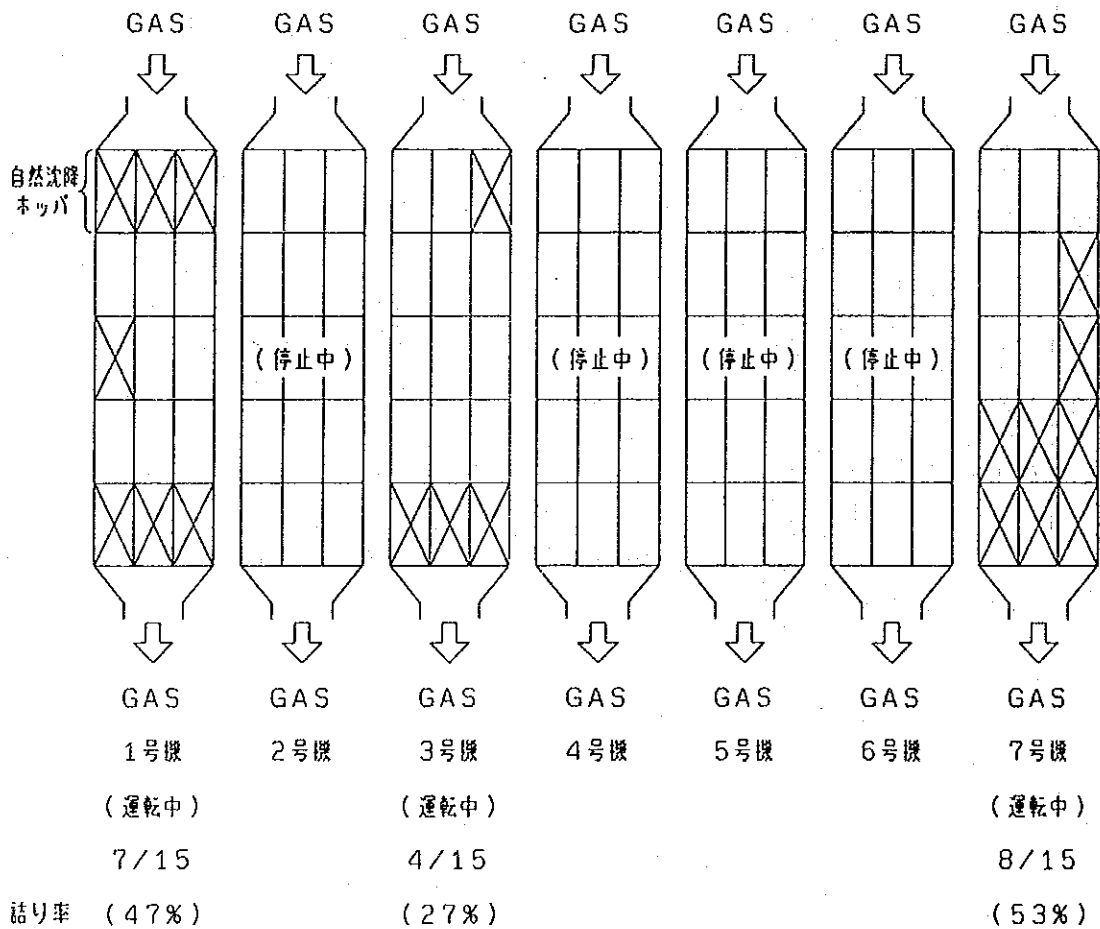 GAS GAS GAS GAS GAS GAS GAS
自然沈降
ホッパ
(停止中) (停止中) (停止中) (停止中)
GAS GAS GAS GAS GAS GAS GAS
1号機 2号機 3号機 4号機 5号機 6号機 7号機
(運転中) (運転中) (運転中)
7/15 4/15 8/15
詰り率 (47%) (27%) (53%)